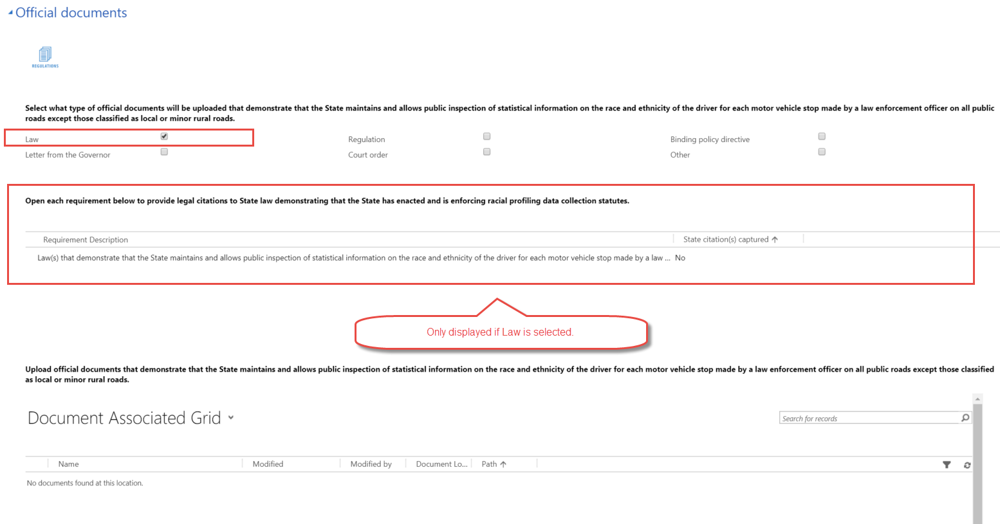 Official documents
REGULATIONS
Select what type of official documents will be uploaded that demonstrate that the State maintains and allows public inspection of statistical information on the race and ethnicity of the driver for each motor vehicle stop made by a law enforcement officer on all public
roads except those classified as local or minor rural roads.
Law Regulation Binding policy directive
Letter from the Governor Court order Other
Open each requirement below to provide legal citations to State law demonstrating that the State has enacted and is enforcing racial profiling data collection statutes.
Requirement Description State citation(s) captured ↑
Law(s) that demonstrate that the State maintains and allows public inspection of statistical information on the race and ethnicity of the driver for each motor vehicle stop made by a law ... No
Only displayed if Law is selected.
Upload official documents that demonstrate that the State maintains and allows public inspection of statistical information on the race and ethnicity of the driver for each motor vehicle stop made by a law enforcement officer on all public roads except those classified
as local or minor rural roads.
Document Associated Grid
Search for records
Name Modified Modified by Document Lo... Path ↑
No documents found at this location.